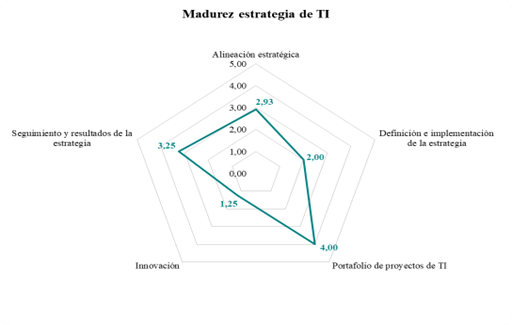 Madurez estrategia de TI
Alineación estratégica
5,00
4,00
3,00
2,93
Seguimiento y resultados de la
estrategia
Definición e implementación
de la estrategia
2,00
3,25
2,00
1,00
0,00
1,25
4,00
Innovación
Portafolio de proyectos de TI